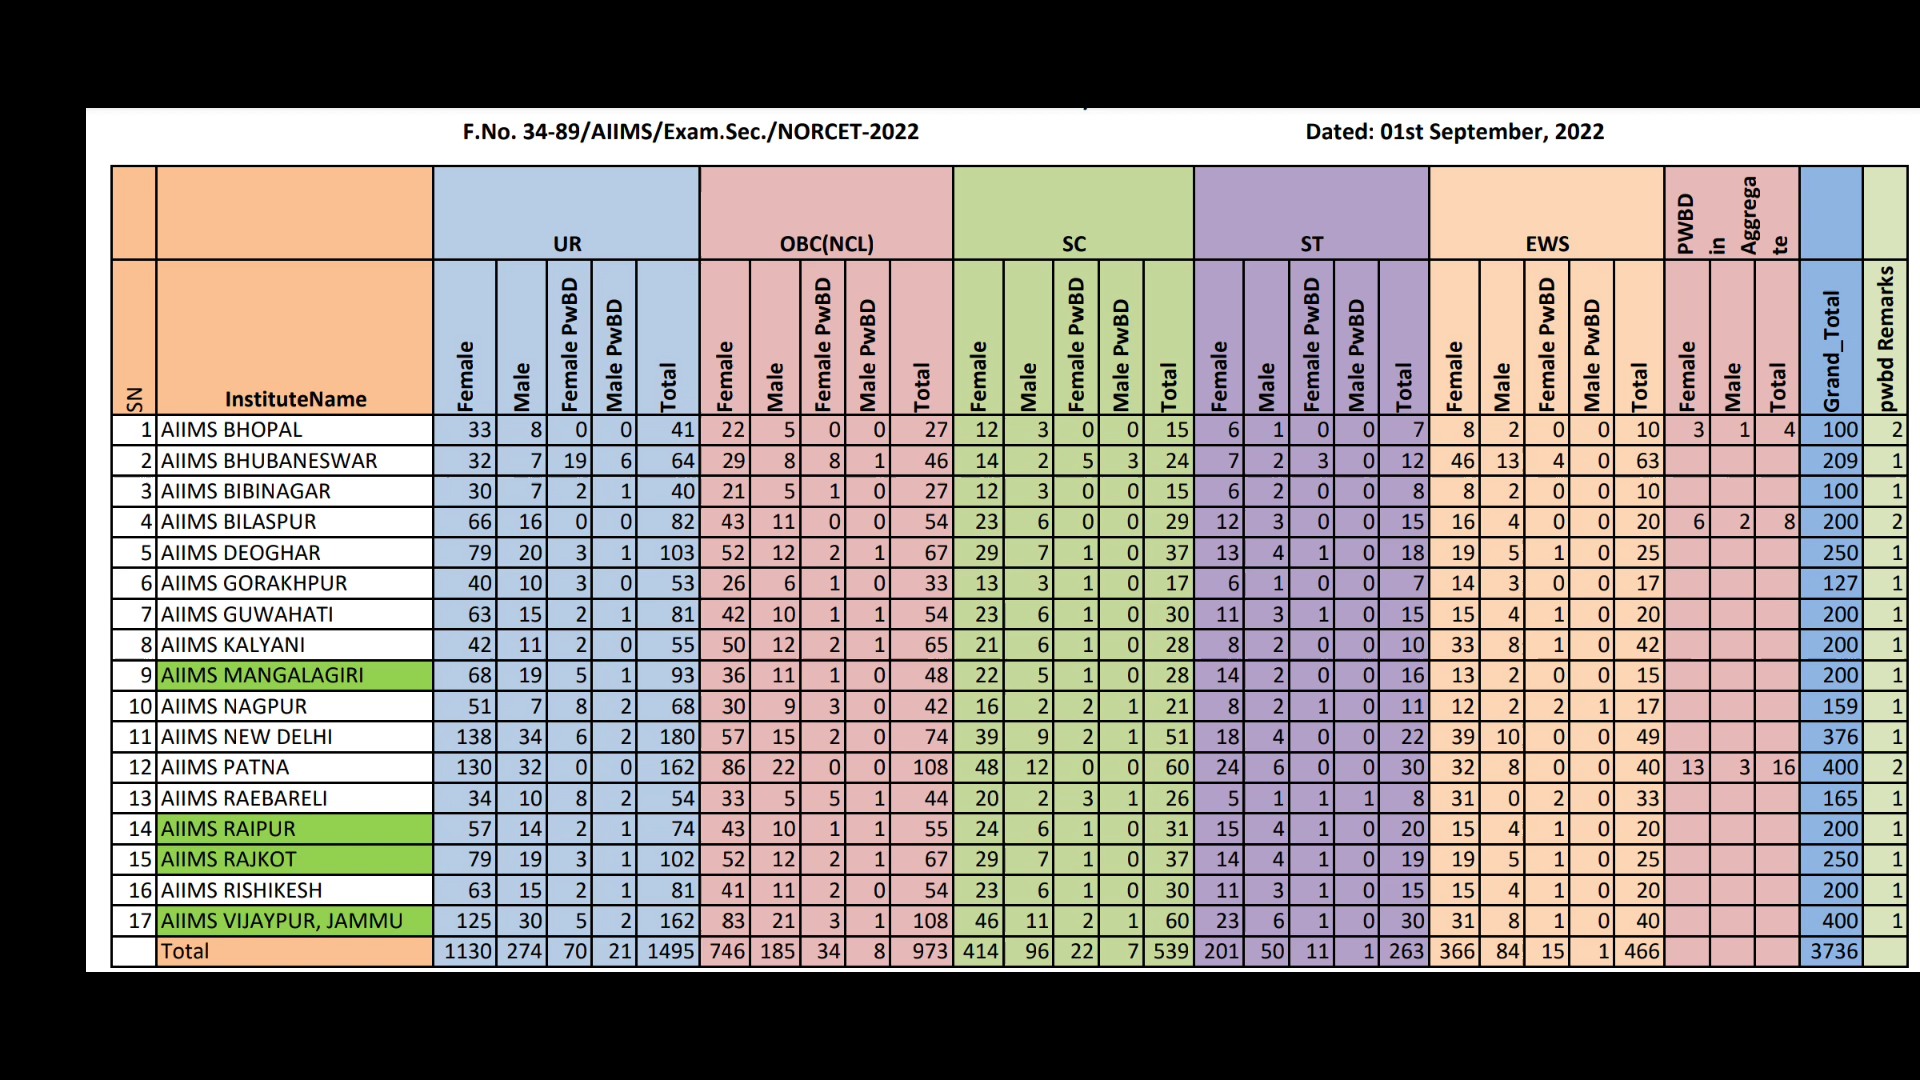 F.No. 34-89/AIIMS/Exam.Sec./NORCET-2022 Dated: 01st September, 2022
UR OBC(NCL) SC ST EWS PWBD in Aggregate
SN InstituteName Female Male Female PwBD Male PwBD Total Female Male Female PwBD Male PwBD Total Female Male Female PwBD Male PwBD Total Female Male Female PwBD Male PwBD Total Female Male Female PwBD Male PwBD Total Female Male Total Grand_Total pwbd Remarks
1 AIIMS BHOPAL 33 8 0 0 41 22 5 0 0 27 12 3 0 0 15 6 1 0 0 7 8 2 0 0 10 3 1 4 100 2
2 AIIMS BHUBANESWAR 32 7 19 6 64 29 8 8 1 46 14 2 5 3 24 7 2 3 0 12 46 13 4 0 63 209 1
3 AIIMS BIBINAGAR 30 7 2 1 40 21 5 1 0 27 12 3 0 0 15 6 2 0 0 8 8 2 0 0 10 100 1
4 AIIMS BILASPUR 66 16 0 0 82 43 11 0 0 54 23 6 0 0 29 12 3 0 0 15 16 4 0 0 20 6 2 8 200 2
5 AIIMS DEOGHAR 79 20 3 1 103 52 12 2 1 67 29 7 1 0 37 13 4 1 0 18 19 5 1 0 25 250 1
6 AIIMS GORAKHPUR 40 10 3 0 53 26 6 1 0 33 13 3 1 0 17 6 1 0 0 7 14 3 0 0 17 127 1
7 AIIMS GUWAHATI 63 15 2 1 81 42 10 1 1 54 23 6 1 0 30 11 3 1 0 15 15 4 1 0 20 200 1
8 AIIMS KALYANI 42 11 2 0 55 50 12 2 1 65 21 6 1 0 28 8 2 0 0 10 33 8 1 0 42 200 1
9 AIIMS MANGALAGIRI 68 19 5 1 93 36 11 1 0 48 22 5 1 0 28 14 2 0 0 16 13 2 0 0 15 200 1
10 AIIMS NAGPUR 51 7 8 2 68 30 9 3 0 42 16 2 2 1 21 8 2 1 0 11 12 2 2 1 17 159 1
11 AIIMS NEW DELHI 138 34 6 2 180 57 15 2 0 74 39 9 2 1 51 18 4 0 0 22 39 10 0 0 49 376 1
12 AIIMS PATNA 130 32 0 0 162 86 22 0 0 108 48 12 0 0 60 24 6 0 0 30 32 8 0 0 40 13 3 16 400 2
13 AIIMS RAEBARELI 34 10 8 2 54 33 5 5 1 44 20 2 3 1 26 5 1 1 1 8 31 0 2 0 33 165 1
14 AIIMS RAIPUR 57 14 2 1 74 43 10 1 1 55 24 6 1 0 31 15 4 1 0 20 15 4 1 0 20 200 1
15 AIIMS RAJKOT 79 19 3 1 102 52 12 2 1 67 29 7 1 0 37 14 4 1 0 19 19 5 1 0 25 250 1
16 AIIMS RISHIKESH 63 15 2 1 81 41 11 2 0 54 23 6 1 0 30 11 3 1 0 15 15 4 1 0 20 200 1
17 AIIMS VIJAYPUR, JAMMU 125 30 5 2 162 83 21 3 1 108 46 11 2 1 60 23 6 1 0 30 31 8 1 0 40 400 1
Total 1130 274 70 21 1495 746 185 34 8 973 414 96 22 7 539 201 50 11 1 263 366 84 15 1 466 3736